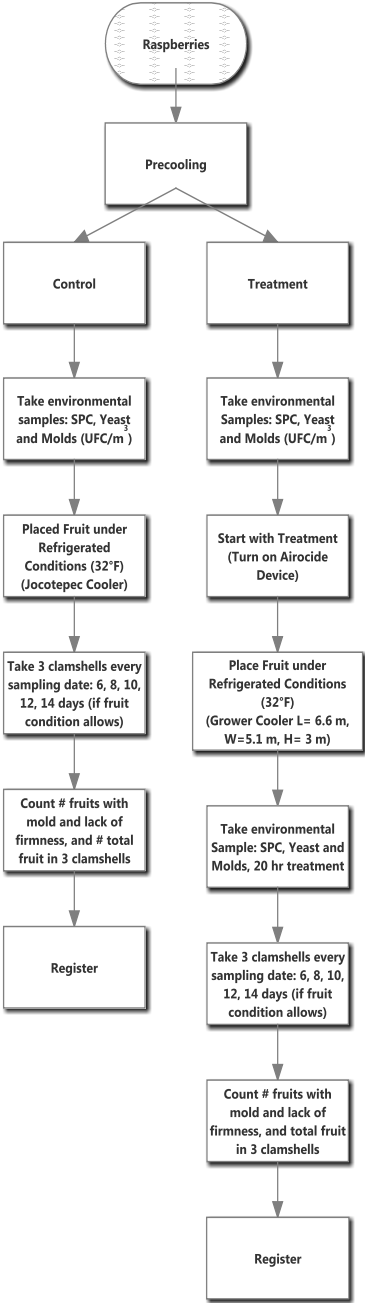 Raspberries
Precooling
Control
Take environmental
samples: SPC, Yeast
and Molds (UFC/m³)
Placed Fruit under
Refrigerated
Conditions (32°F)
(Jocotepec Cooler)
Take 3 clamshells every
sampling date: 6, 8, 10,
12, 14 days (if fruit
condition allows)
Count # fruits with
mold and lack of
firmness, and # total
fruit in 3 clamshells
Register
Treatment
Take environmental
Samples: SPC, Yeast
and Molds (UFC/m³)
Start with Treatment
(Turn on Airocide
Device)
Place Fruit under
Refrigerated Conditions
(32°F)
(Grower Cooler L= 6.6 m,
W=5.1 m, H= 3 m)
Take environmental
Sample: SPC, Yeast and
Molds, 20 hr treatment
Take 3 clamshells every
sampling date: 6, 8, 10,
12, 14 days (if fruit
condition allows)
Count # fruits with
mold and lack of
firmness, and total fruit
in 3 clamshells
Register